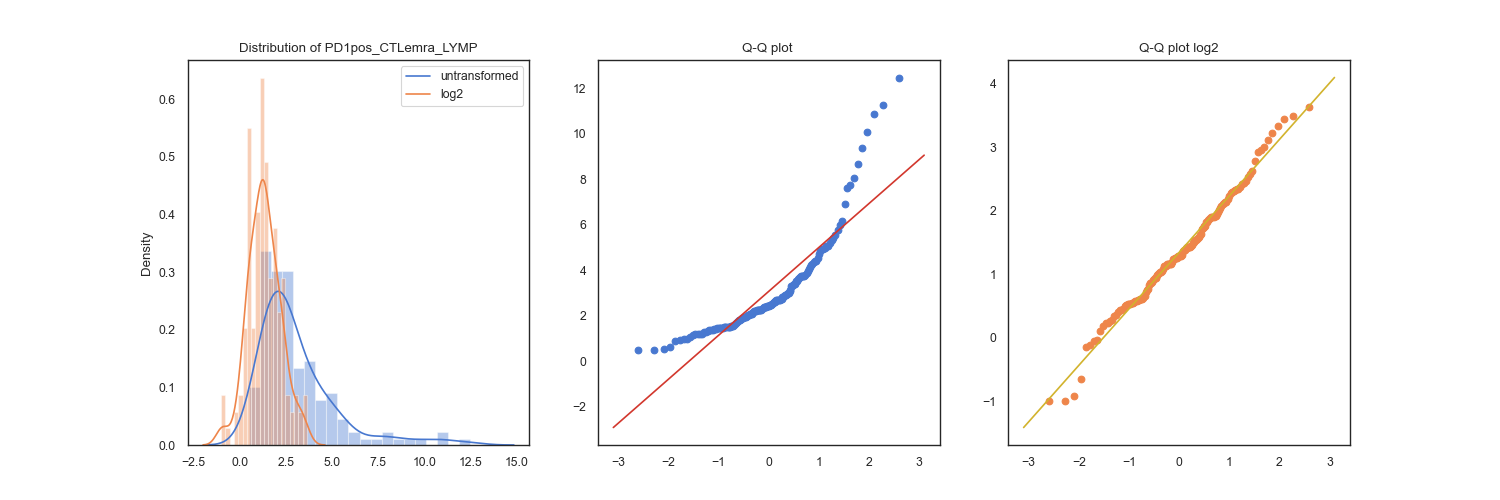 Distribution of PD1pos_CTLemra_LYMP
Density
0.6
0.5
0.4
0.3
0.2
0.1
0.0
−2.5 0.0 2.5 5.0 7.5 10.0 12.5 15.0
untransformed
log2
Q-Q plot
12
10
8
6
4
2
0
−2
−3 −2 −1 0 1 2 3
Q-Q plot log2
4
3
2
1
0
−1
−3 −2 −1 0 1 2 3